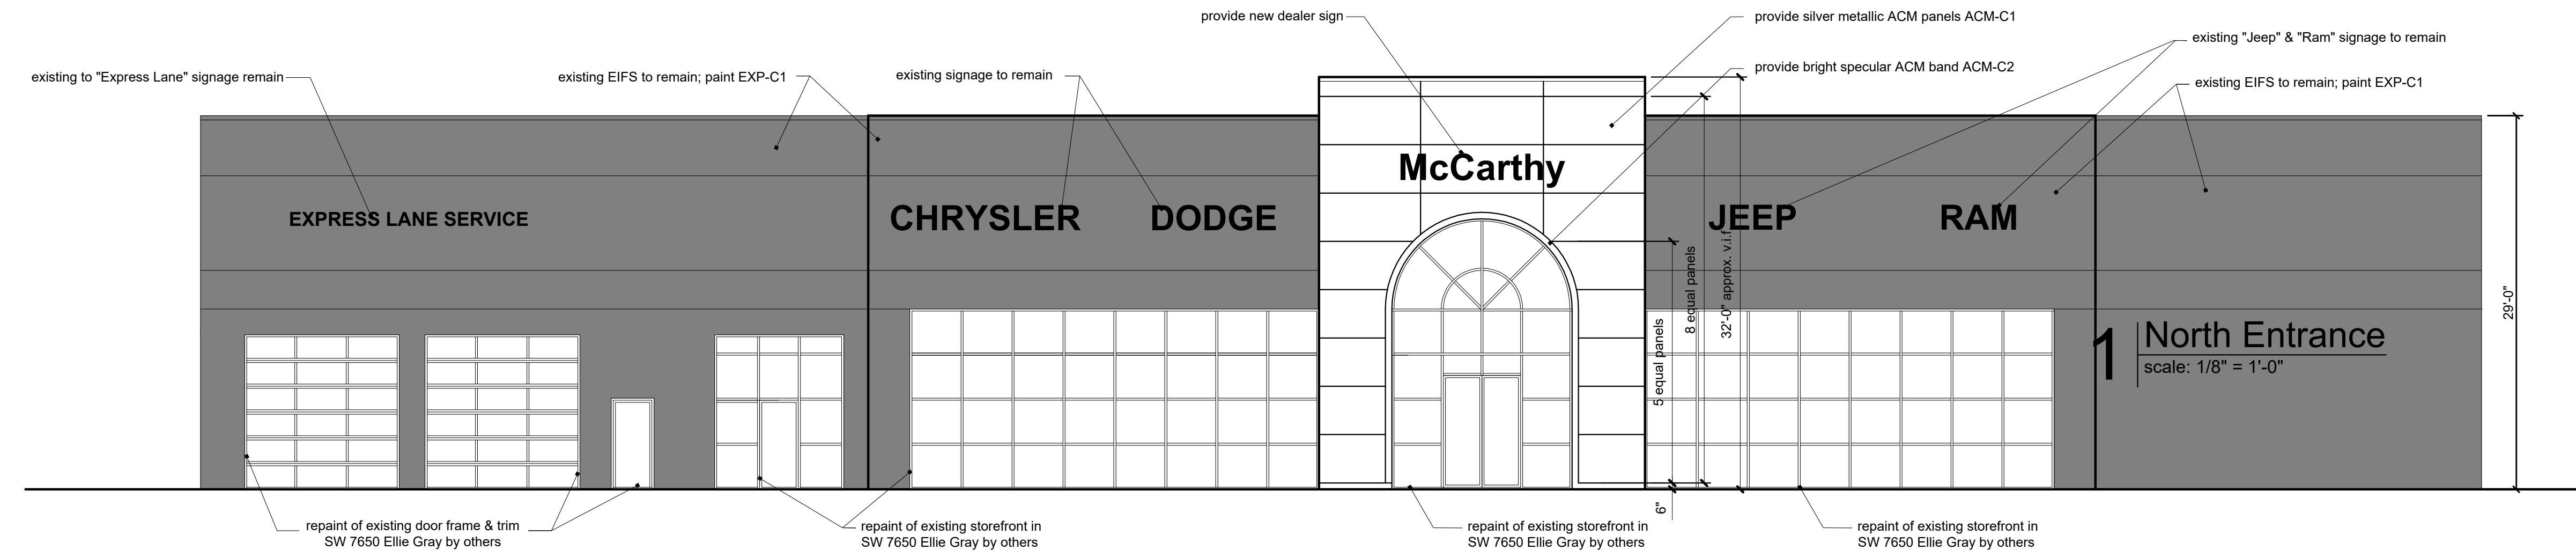 provide new dealer sign
provide silver metallic ACM panels ACM-C1
existing "Jeep" & "Ram" signage to remain
existing to "Express Lane" signage remain
existing EIFS to remain; paint EXP-C1
existing signage to remain
provide bright specular ACM band ACM-C2
existing EIFS to remain; paint EXP-C1
McCarthy
EXPRESS LANE SERVICE
CHRYSLER
DODGE
JEEP
RAM
5 equal panels
8 equal panels
32'-0" approx. v.i.f.
29'-0"
6"
1
North Entrance
scale: 1/8" = 1'-0"
repaint of existing door frame & trim
SW 7650 Ellie Gray by others
repaint of existing storefront in
SW 7650 Ellie Gray by others
repaint of existing storefront in
SW 7650 Ellie Gray by others
repaint of existing storefront in
SW 7650 Ellie Gray by others